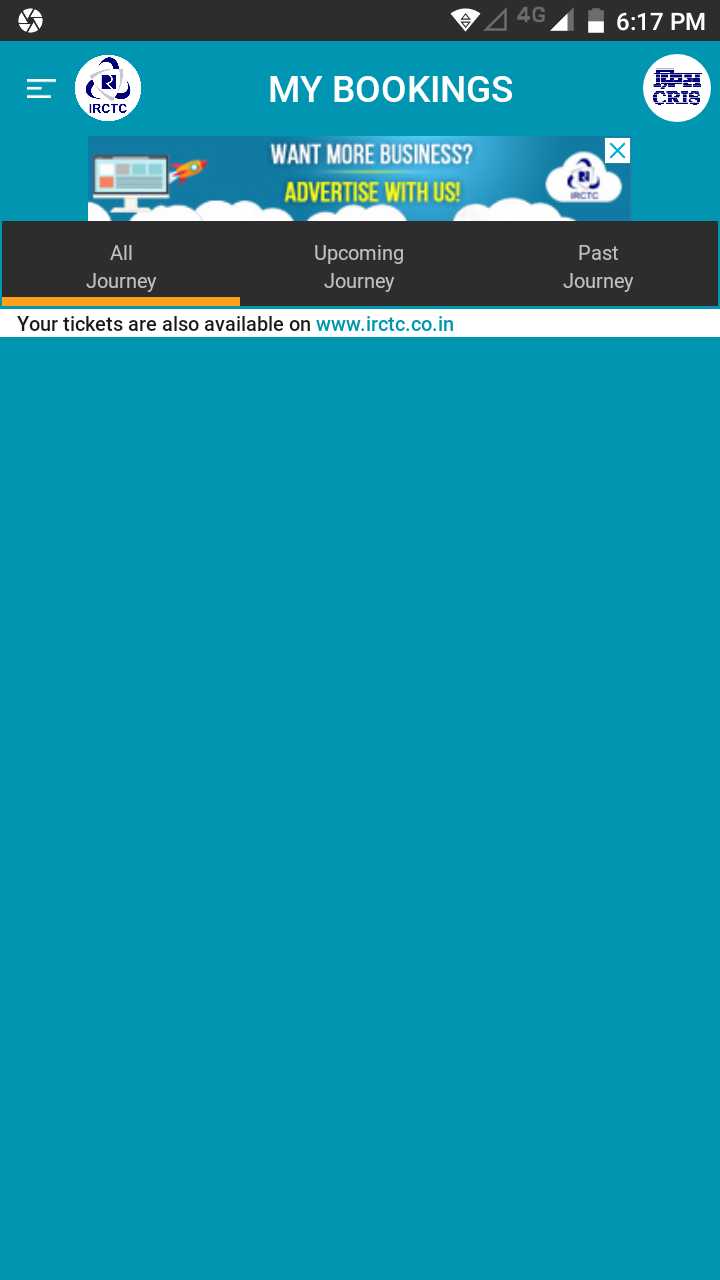 4G 6:17 PM
IRCTC
MY BOOKINGS
CRIS
WANT MORE BUSINESS?
ADVERTISE WITH US!
IRCTC
All
Journey
Upcoming
Journey
Past
Journey
Your tickets are also available on www.irctc.co.in